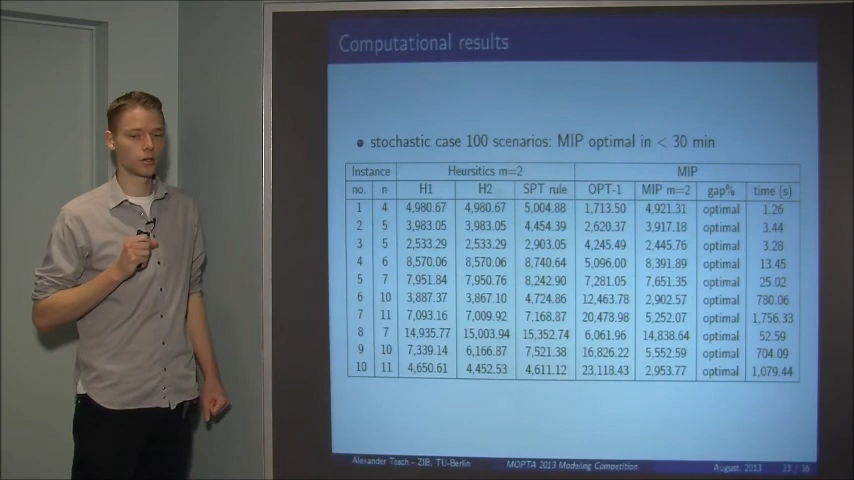 Computational results
stochastic case 100 scenarios: MIP optimal in < 30 min
Instance Heursitics m=2 MIP
no. n H1 H2 SPT rule OPT-1 MIP m=2 gap% time (s)
1 4 4,980.67 4,980.67 5,004.88 1,713.50 4,921.31 optimal 1.26
2 5 3,983.05 3,983.05 4,454.39 2,620.37 3,917.18 optimal 3.44
3 5 2,533.29 2,533.29 2,903.05 4,245.49 2,445.76 optimal 3.28
4 6 8,570.06 8,570.06 8,740.64 5,096.00 8,391.89 optimal 13.45
5 7 7,951.84 7,950.76 8,242.90 7,281.05 7,651.35 optimal 25.02
6 10 3,887.37 3,867.10 4,724.86 12,463.78 2,902.57 optimal 780.06
7 11 7,093.16 7,009.92 7,168.87 20,478.98 5,252.07 optimal 1,756.33
8 7 14,935.77 15,003.94 15,352.74 6,061.96 14,838.64 optimal 52.59
9 10 7,339.14 6,166.87 7,521.38 16,826.22 5,552.59 optimal 704.09
10 11 4,650.61 4,452.53 4,611.12 23,118.43 2,953.77 optimal 1,079.44
Alexander Tesch - ZIB, TU-Berlin MOPTA 2013 Modeling Competition August, 2013 33 / 36